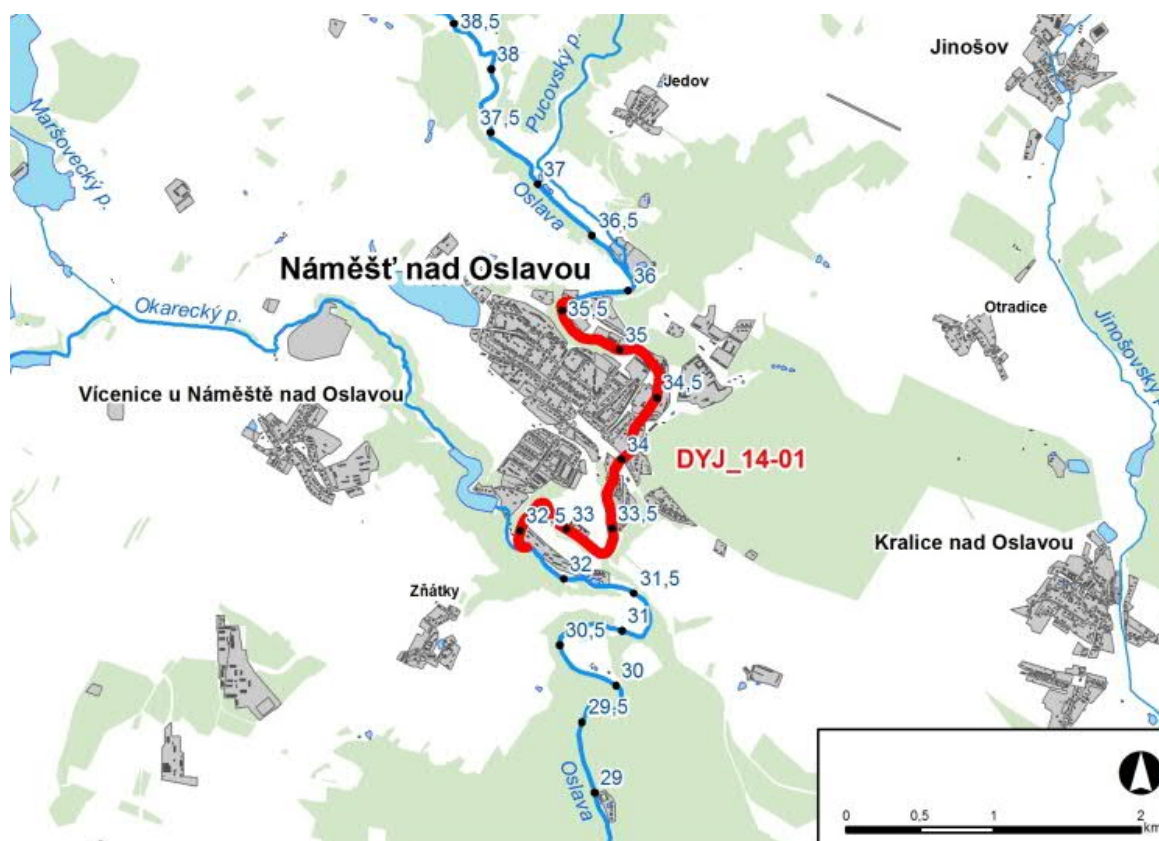 38,5
Jinošov
38
Jedov
Pucovský p.
37,5
Maršovecký p.
37
Oslava
36,5
Náměšť nad Oslavou
36
35,5
Otradice
Okarecký p.
35
Jinošovský p.
34,5
Vícenice u Náměště nad Oslavou
34
DYJ_14-01
32,5
33
33,5
Kralice nad Oslavou
32
31,5
Zňátky
31
30,5
30
29,5
29
Oslava
0 0,5 1 2
km